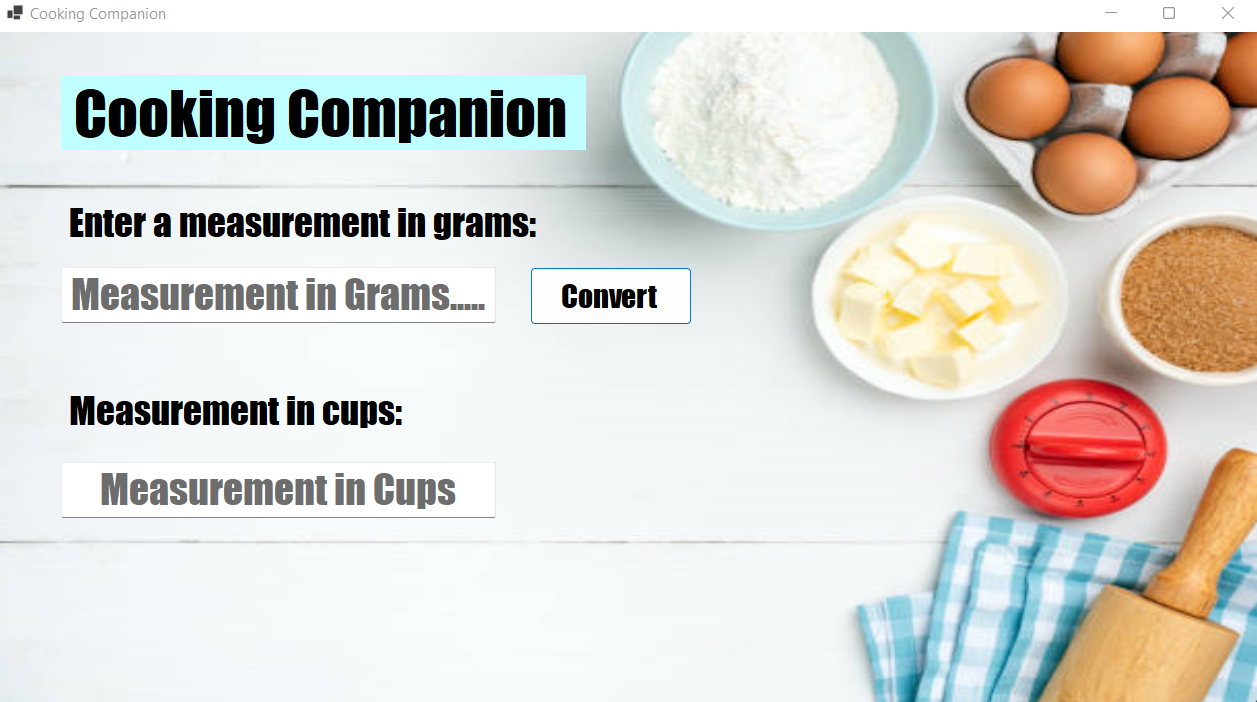 Cooking Companion
Cooking Companion
Enter a measurement in grams:
Measurement in Grams.....
Convert
Measurement in cups:
Measurement in Cups